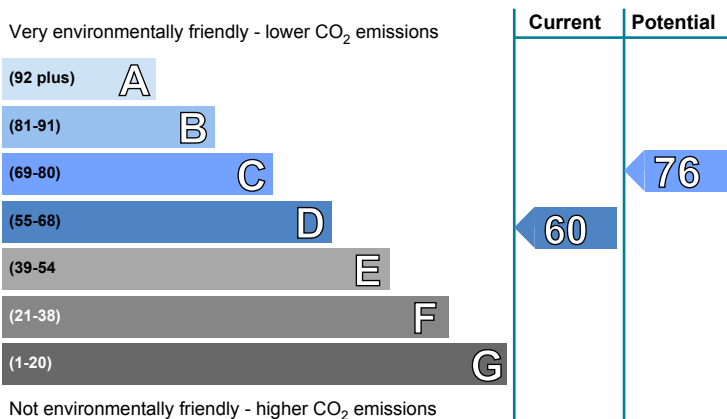 Current Potential
Very environmentally friendly - lower CO2 emissions
(92 plus) A
(81-91) B
(69-80) C
76
(55-68) D
60
(39-54 E
(21-38) F
(1-20) G
Not environmentally friendly - higher CO2 emissions